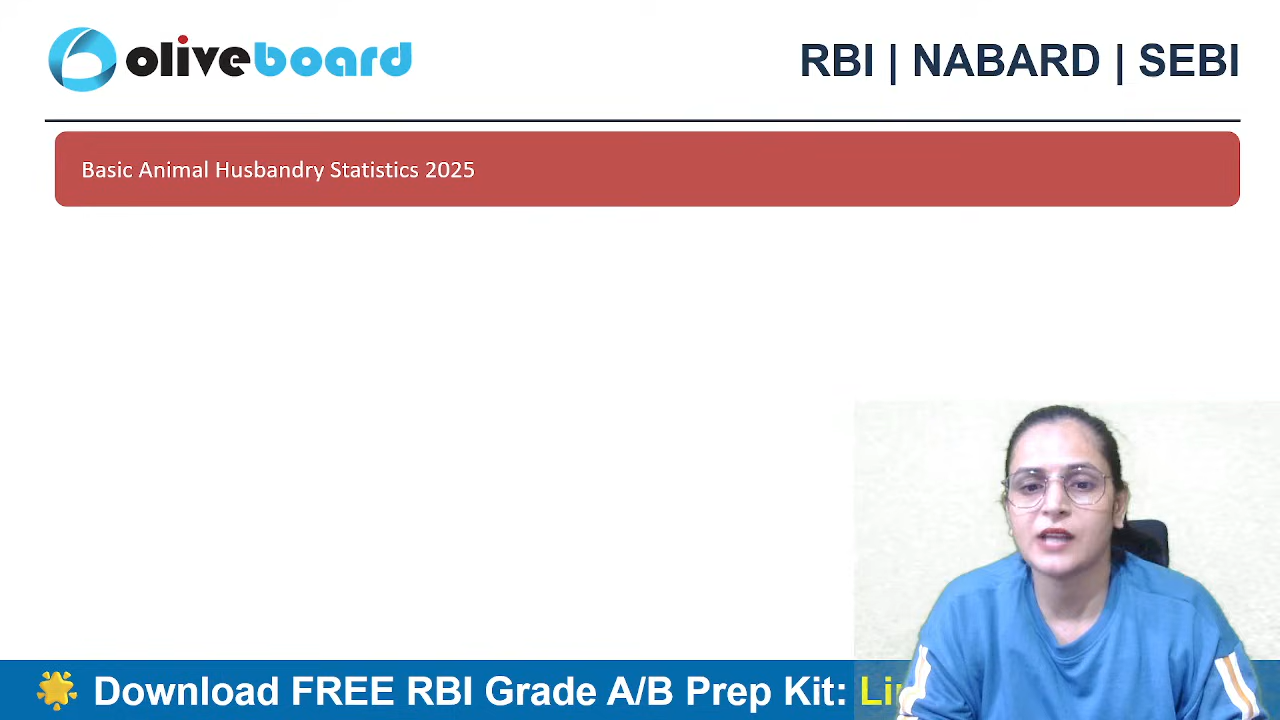 oliveboard
RBI | NABARD | SEBI
Basic Animal Husbandry Statistics 2025
Download FREE RBI Grade A/B Prep Kit: